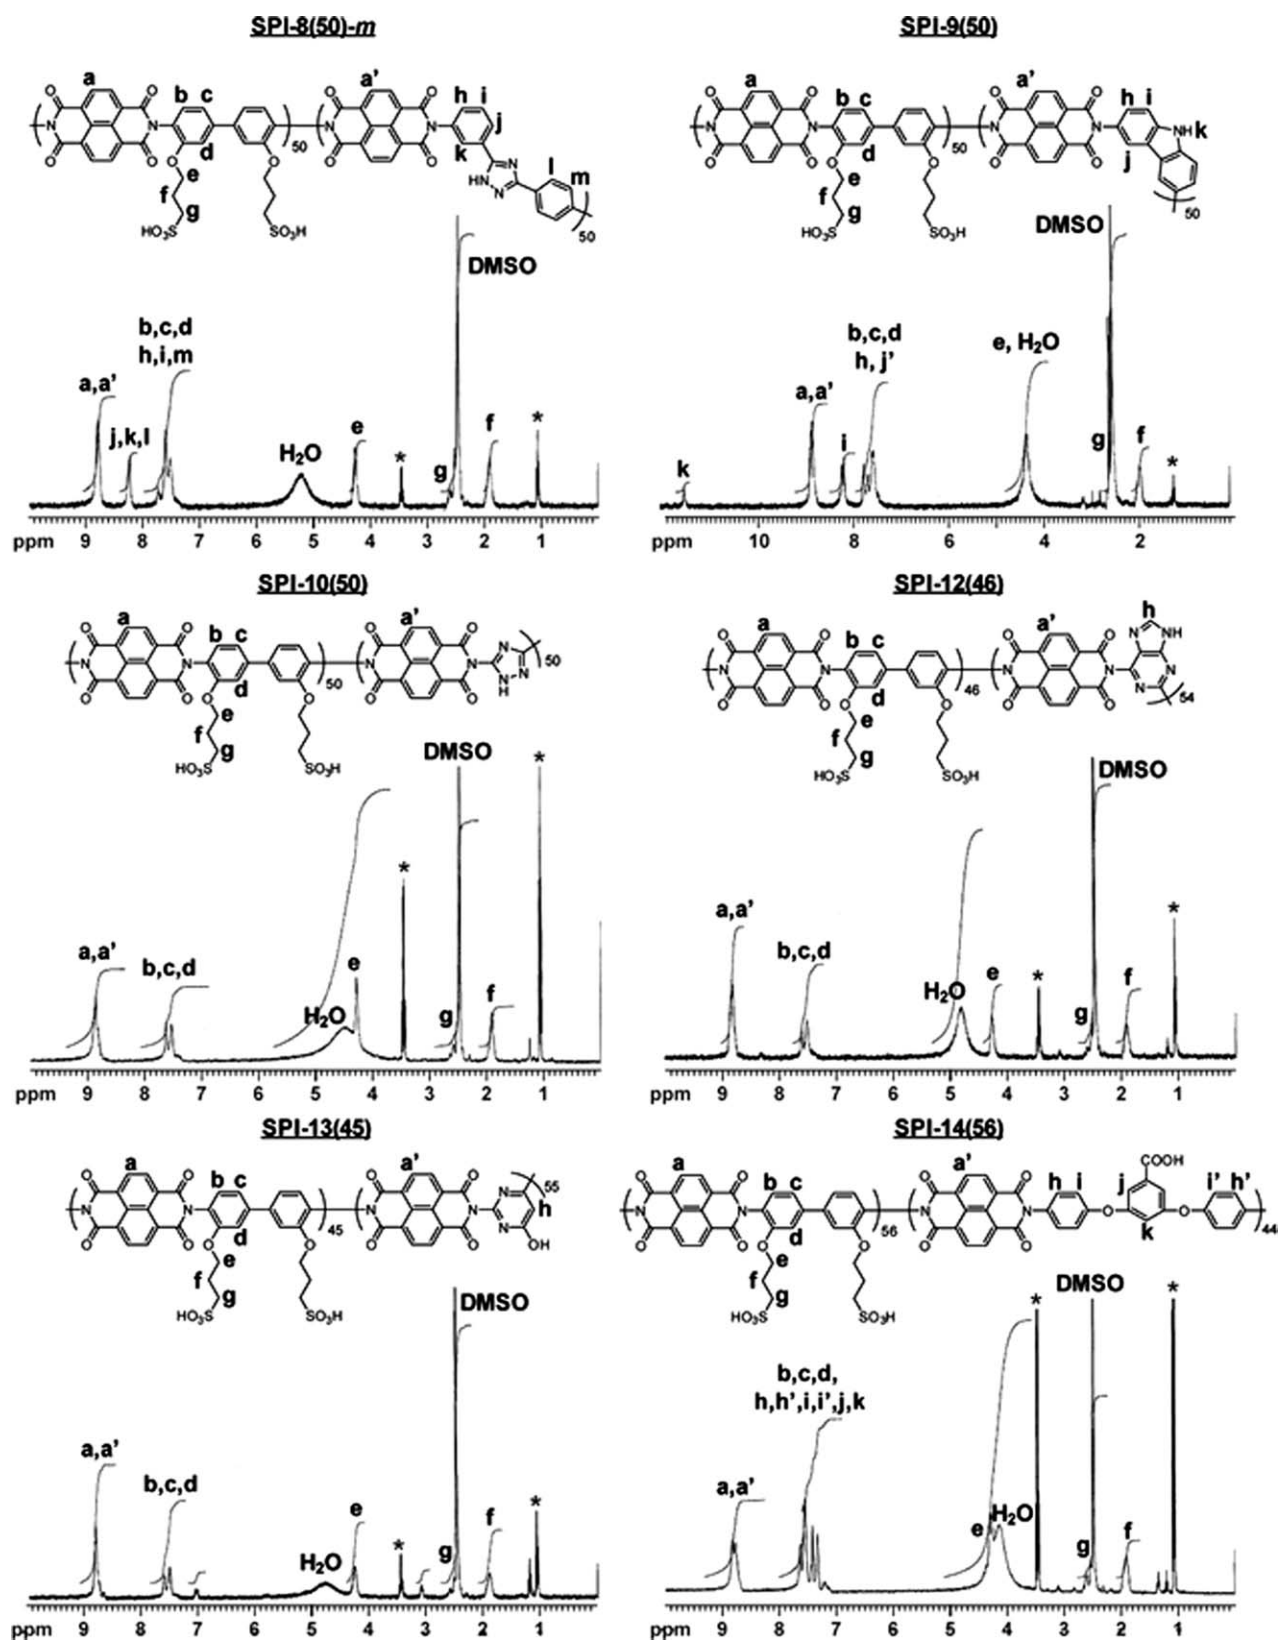 SPI-8(50)-m
a
b c
d
e
f
g
HO₃S
SO₃H
50
a'
h i
j
k
l
m
N
HN
50
DMSO
b,c,d
h,i,m
a,a'
j,k,l
H₂O
e
*
g
f
*
ppm 9 8 7 6 5 4 3 2 1
SPI-9(50)
a
b c
d
e
f
g
HO₃S
SO₃H
50
a'
h i
NH k
j
50
DMSO
b,c,d
h, j'
e, H₂O
a,a'
i
k
g
f
*
ppm 10 8 6 4 2
SPI-10(50)
a
b c
d
e
f
g
HO₃S
SO₃H
50
a'
N
N
H
50
DMSO
*
*
a,a'
b,c,d
e
H₂O
g
f
ppm 9 8 7 6 5 4 3 2 1
SPI-12(46)
a
b c
d
e
f
g
HO₃S
SO₃H
46
a'
h
N NH
N N
54
DMSO
a,a'
b,c,d
H₂O
e
*
g
f
*
ppm 9 8 7 6 5 4 3 2 1
SPI-13(45)
a
b c
d
e
f
g
HO₃S
SO₃H
45
a'
N
N
h
OH
55
DMSO
a,a'
b,c,d
H₂O
e
*
g
f
*
ppm 9 8 7 6 5 4 3 2 1
SPI-14(56)
a
b c
d
e
f
g
HO₃S
SO₃H
56
a'
h i
O
j
COOH
k
O
i' h'
44
DMSO
*
*
b,c,d,
h,h',i,i',j,k
a,a'
e
H₂O
g
f
ppm 9 8 7 6 5 4 3 2 1